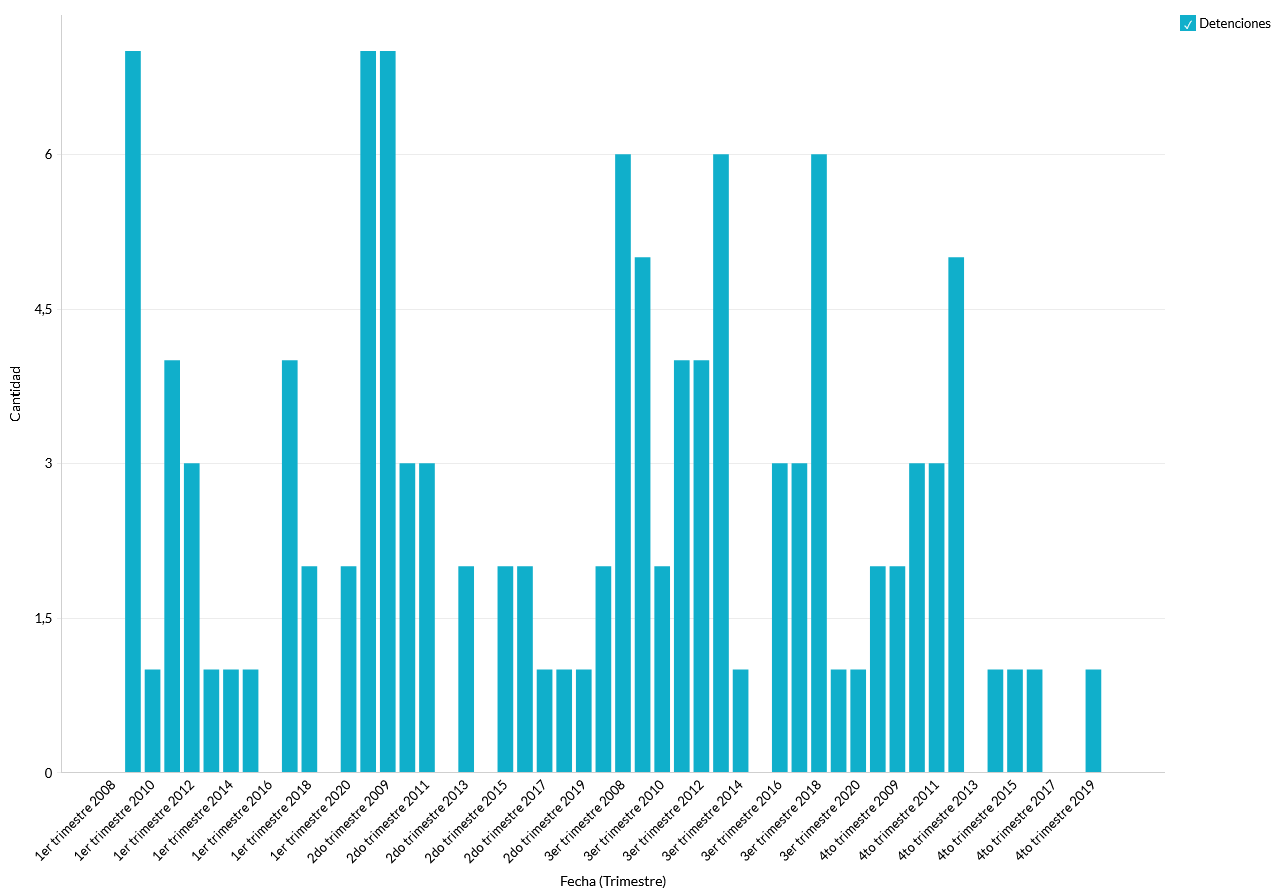 Detenciones
Cantidad
6
4,5
3
1,5
0
1er trimestre 2008
1er trimestre 2010
1er trimestre 2012
1er trimestre 2014
1er trimestre 2016
1er trimestre 2018
1er trimestre 2020
2do trimestre 2009
2do trimestre 2011
2do trimestre 2013
2do trimestre 2015
2do trimestre 2017
2do trimestre 2019
3er trimestre 2008
3er trimestre 2010
3er trimestre 2012
3er trimestre 2014
3er trimestre 2016
3er trimestre 2018
3er trimestre 2020
4to trimestre 2009
4to trimestre 2011
4to trimestre 2013
4to trimestre 2015
4to trimestre 2017
4to trimestre 2019
Fecha (Trimestre)